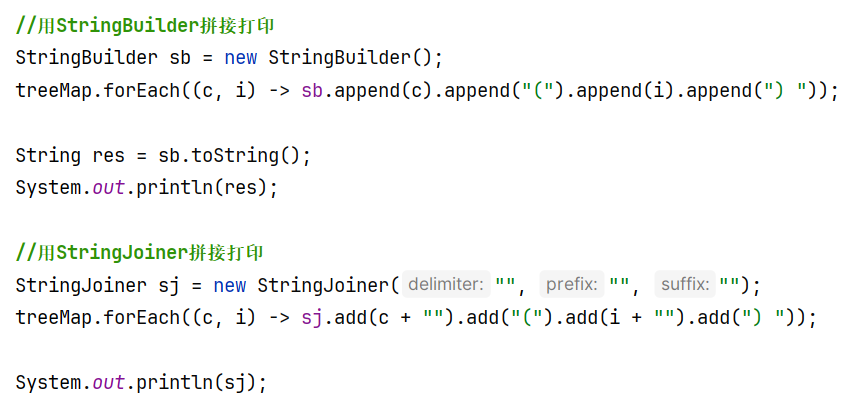 //用StringBuilder拼接打印
StringBuilder sb = new StringBuilder();
treeMap.forEach((c, i) -> sb.append(c).append("(").append(i).append(") "));
String res = sb.toString();
System.out.println(res);
//用StringJoiner拼接打印
StringJoiner sj = new StringJoiner( delimiter: "", prefix: "", suffix: "");
treeMap.forEach((c, i) -> sj.add(c + "").add("(").add(i + "").add(") "));
System.out.println(sj);